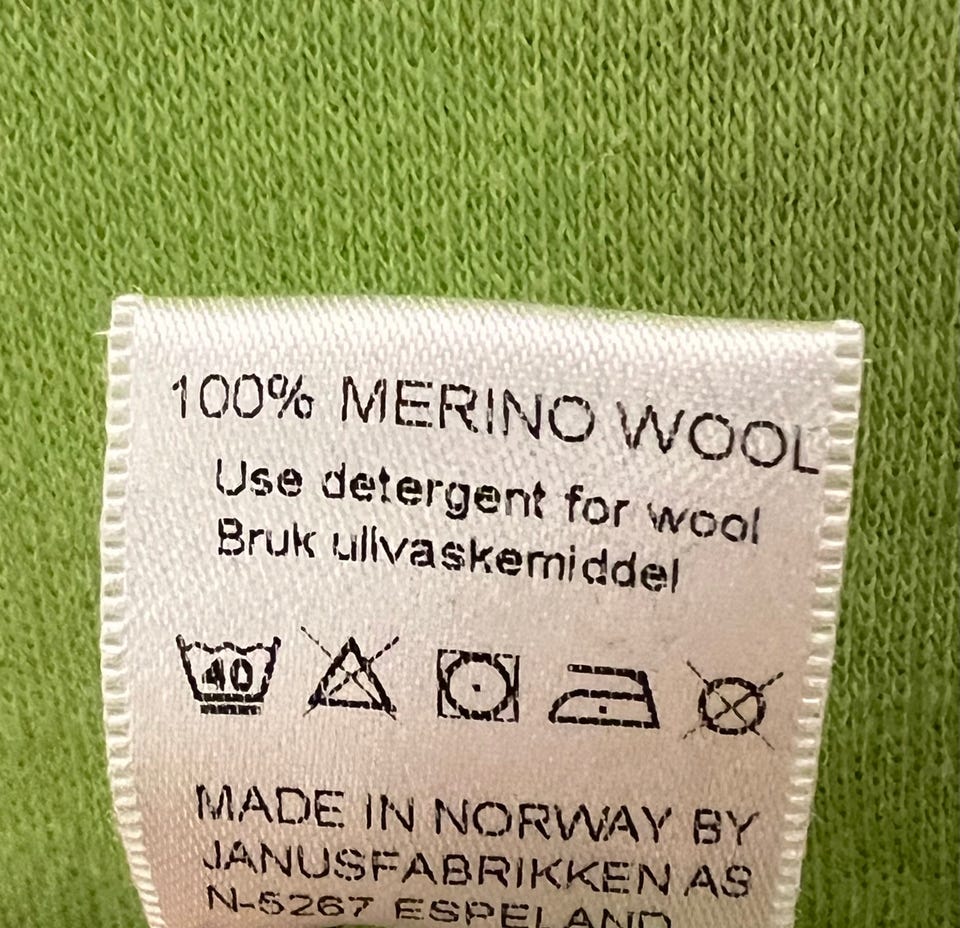 100% MERINO WOOL
Use detergent for wool
Bruk ullvaskemiddel
40
MADE IN NORWAY BY
JANUSFABRIKKEN AS
N-5267 ESPELAND